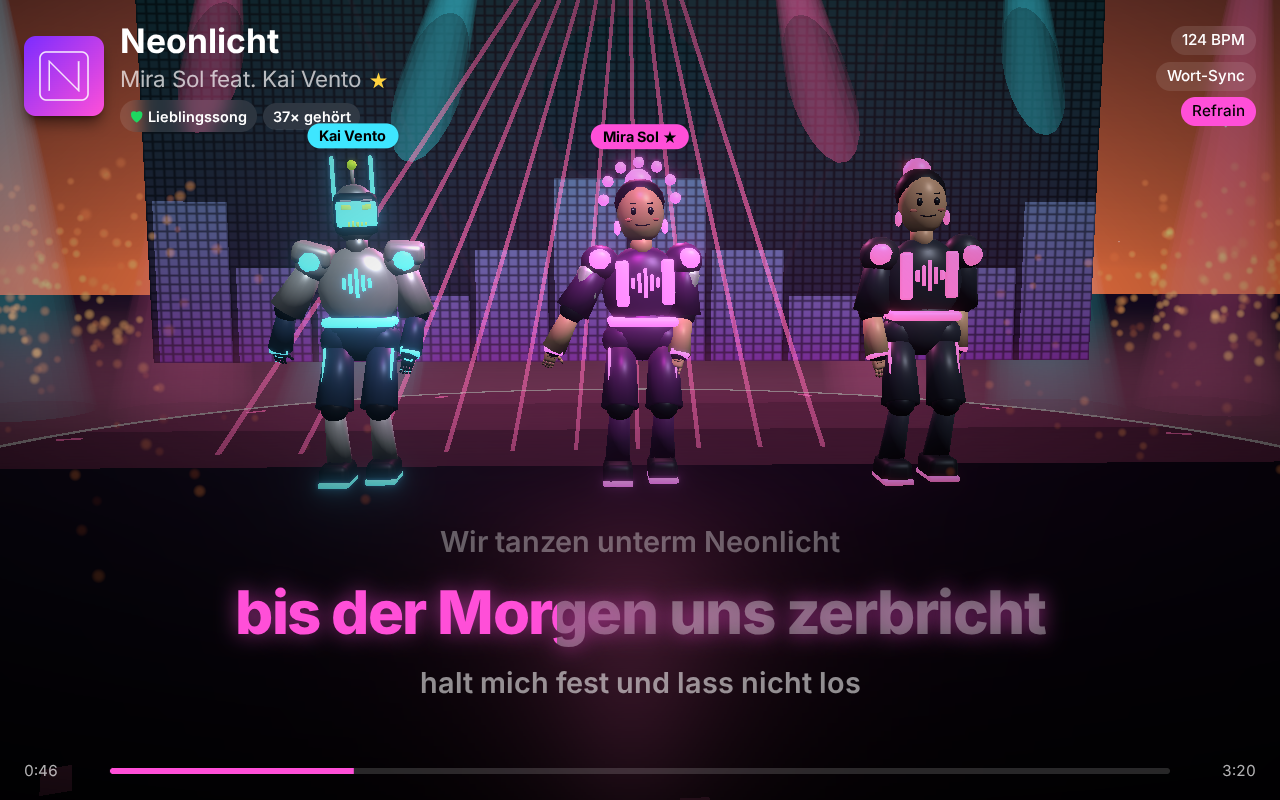 N
Neonlicht
Mira Sol feat. Kai Vento ★
Lieblingssong
37× gehört
124 BPM
Wort-Sync
Refrain
Kai Vento
Mira Sol ★
Wir tanzen unterm Neonlicht
bis der Morgen uns zerbricht
halt mich fest und lass nicht los
0:46
3:20